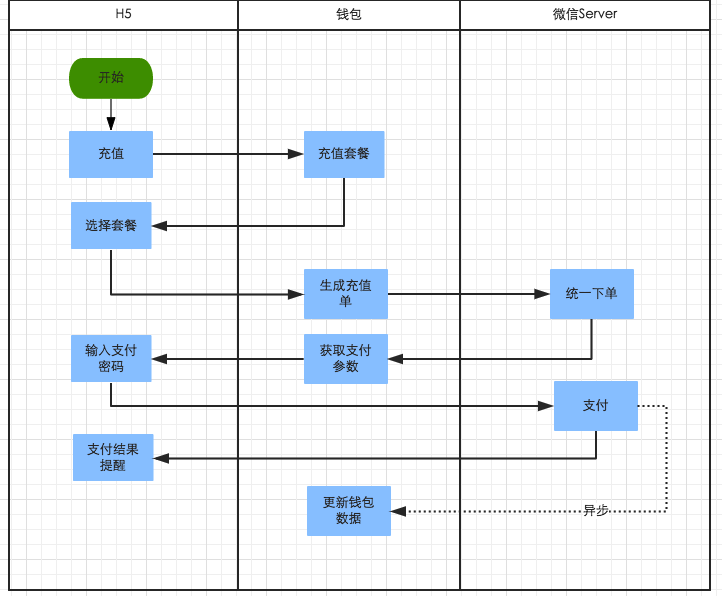 H5
钱包
微信Server
开始
充值
充值套餐
选择套餐
生成充值
单
统一下单
输入支付
密码
获取支付
参数
支付
支付结果
提醒
更新钱包
数据
异步